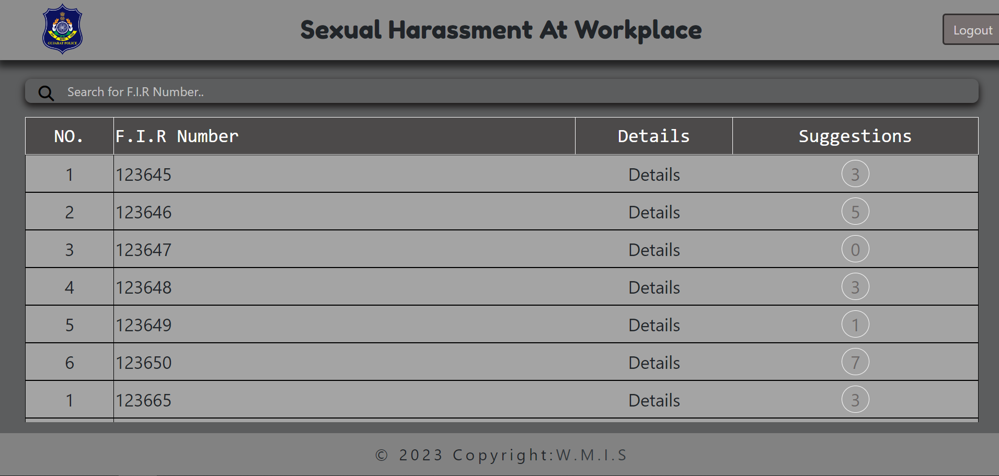 GUJARAT POLICE
Sexual Harassment At Workplace
Logout
Search for F.I.R Number..
NO. F.I.R Number Details Suggestions
1 123645 Details 3
2 123646 Details 5
3 123647 Details 0
4 123648 Details 3
5 123649 Details 1
6 123650 Details 7
1 123665 Details 3
© 2023 Copyright:W.M.I.S